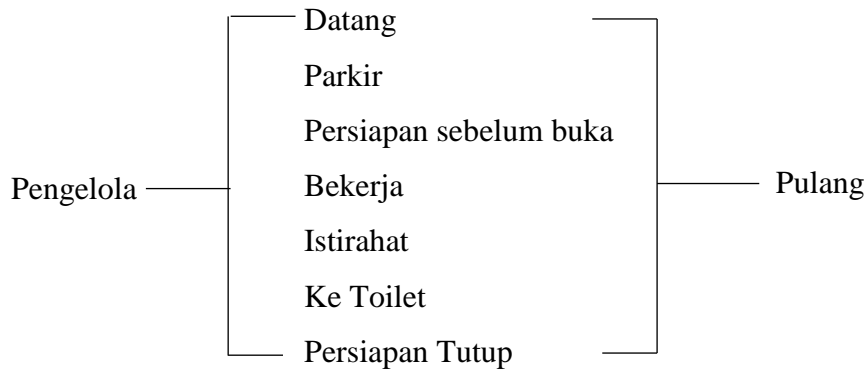 Datang
Parkir
Persiapan sebelum buka
Pengelola
Bekerja
Pulang
Istirahat
Ke Toilet
Persiapan Tutup